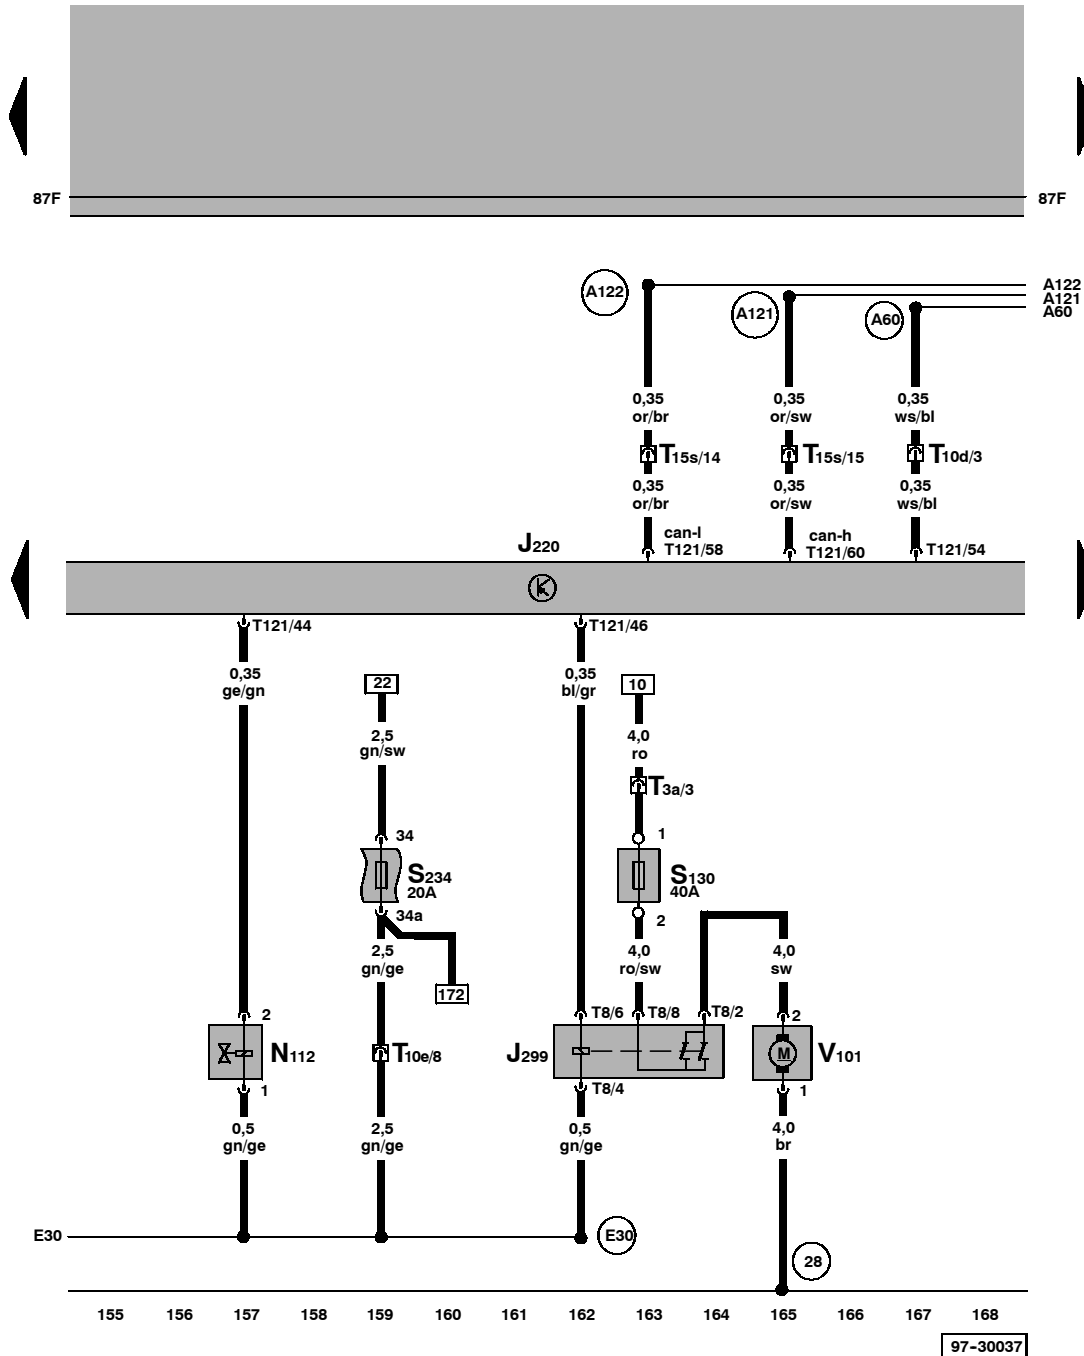 87F 87F
A122 A122
A121 A121
A60 A60
0,35 0,35 0,35
or/br or/sw ws/bl
T15s/14 T15s/15 T10d/3
0,35 0,35 0,35
or/br or/sw ws/bl
can-l can-h
J220 T121/58 T121/60 T121/54
T121/44 T121/46
0,35 22 0,35 10
ge/gn bl/gr
2,5 4,0
gn/sw ro
T3a/3
34 1
S234 S130
20A 40A
34a 2
2,5 4,0 4,0
gn/ge ro/sw sw
172
2 T8/6 T8/8 T8/2 2
N112 T10e/8 J299 M V101
1 T8/4 1
0,5 2,5 0,5 4,0
gn/ge gn/ge gn/ge br
E30 E30
28
155 156 157 158 159 160 161 162 163 164 165 166 167 168
97-30037